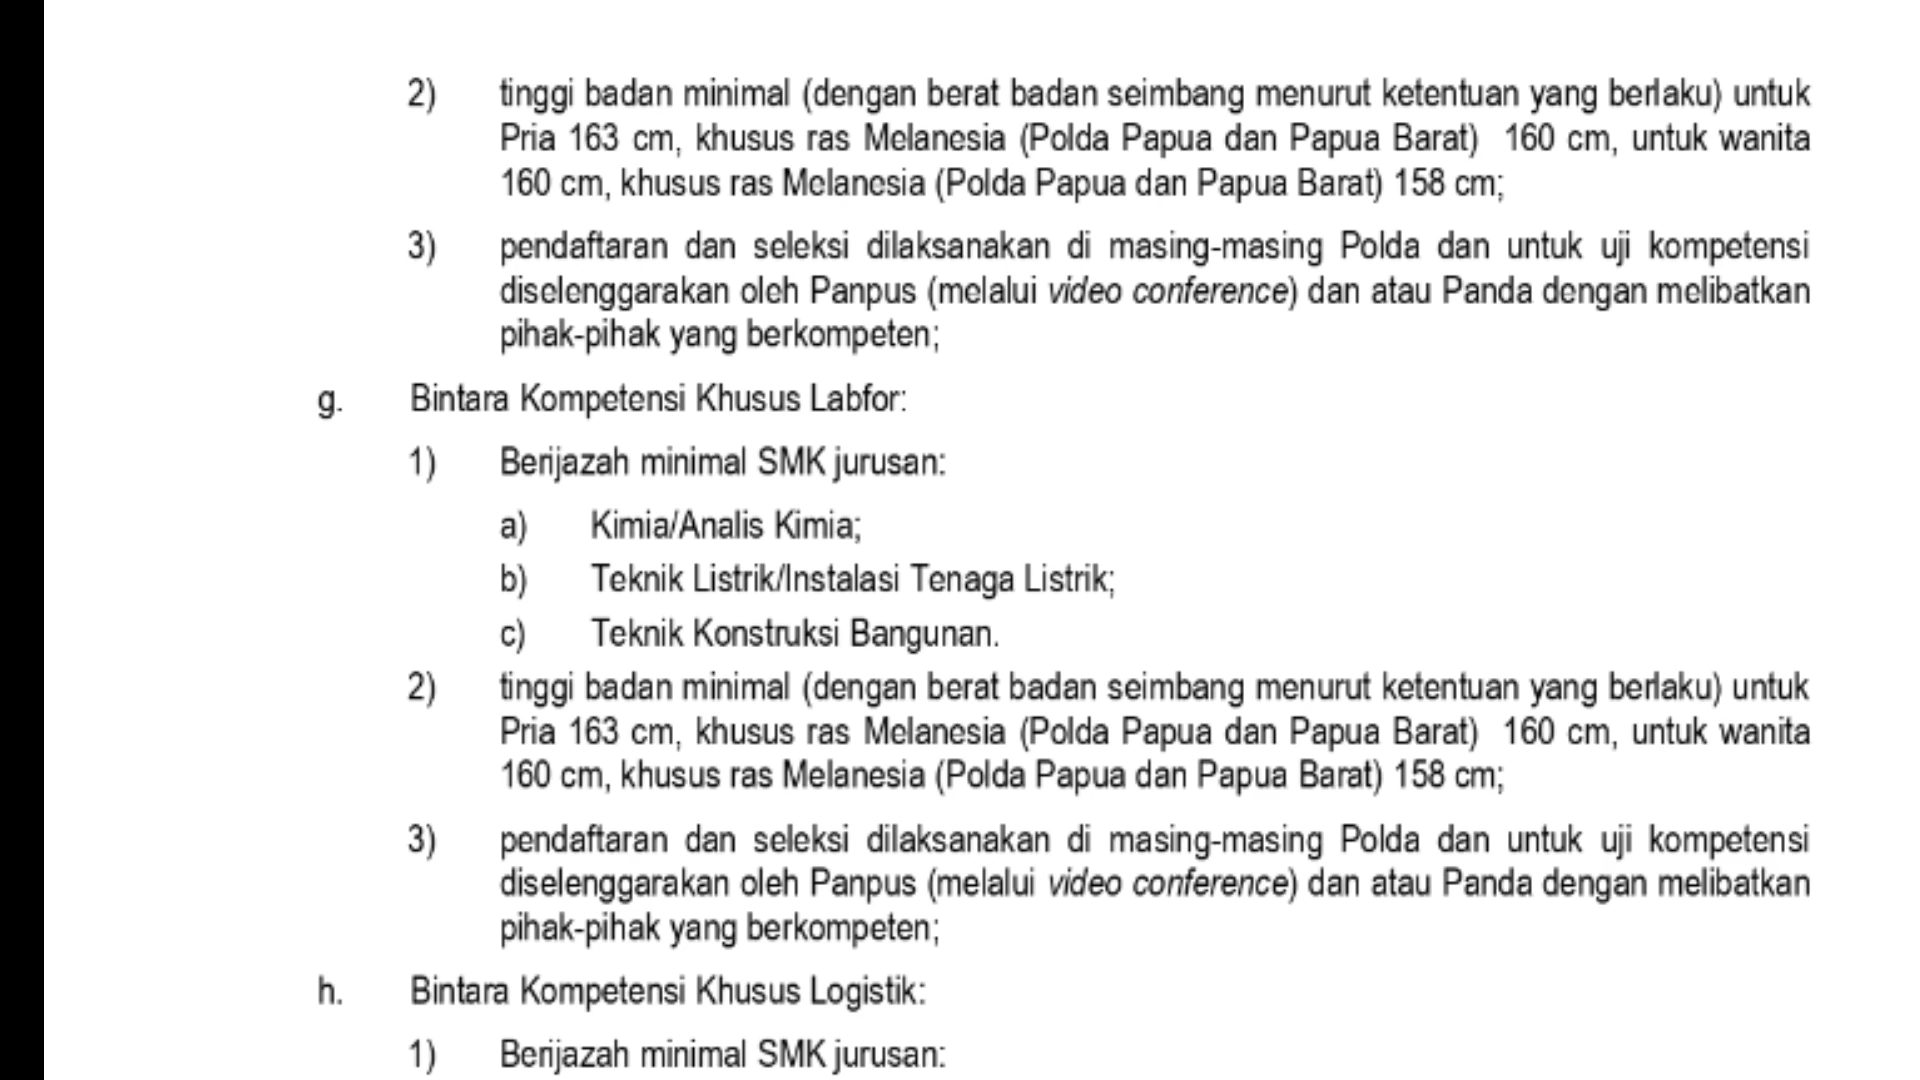 2) tinggi badan minimal (dengan berat badan seimbang menurut ketentuan yang berlaku) untuk
Pria 163 cm, khusus ras Melanesia (Polda Papua dan Papua Barat) 160 cm, untuk wanita
160 cm, khusus ras Melanesia (Polda Papua dan Papua Barat) 158 cm;
3) pendaftaran dan seleksi dilaksanakan di masing-masing Polda dan untuk uji kompetensi
diselenggarakan oleh Panpus (melalui video conference) dan atau Panda dengan melibatkan
pihak-pihak yang berkompeten;
g. Bintara Kompetensi Khusus Labfor:
1) Berijazah minimal SMK jurusan:
a) Kimia/Analis Kimia;
b) Teknik Listrik/Instalasi Tenaga Listrik;
c) Teknik Konstruksi Bangunan.
2) tinggi badan minimal (dengan berat badan seimbang menurut ketentuan yang berlaku) untuk
Pria 163 cm, khusus ras Melanesia (Polda Papua dan Papua Barat) 160 cm, untuk wanita
160 cm, khusus ras Melanesia (Polda Papua dan Papua Barat) 158 cm;
3) pendaftaran dan seleksi dilaksanakan di masing-masing Polda dan untuk uji kompetensi
diselenggarakan oleh Panpus (melalui video conference) dan atau Panda dengan melibatkan
pihak-pihak yang berkompeten;
h. Bintara Kompetensi Khusus Logistik:
1) Berijazah minimal SMK jurusan: